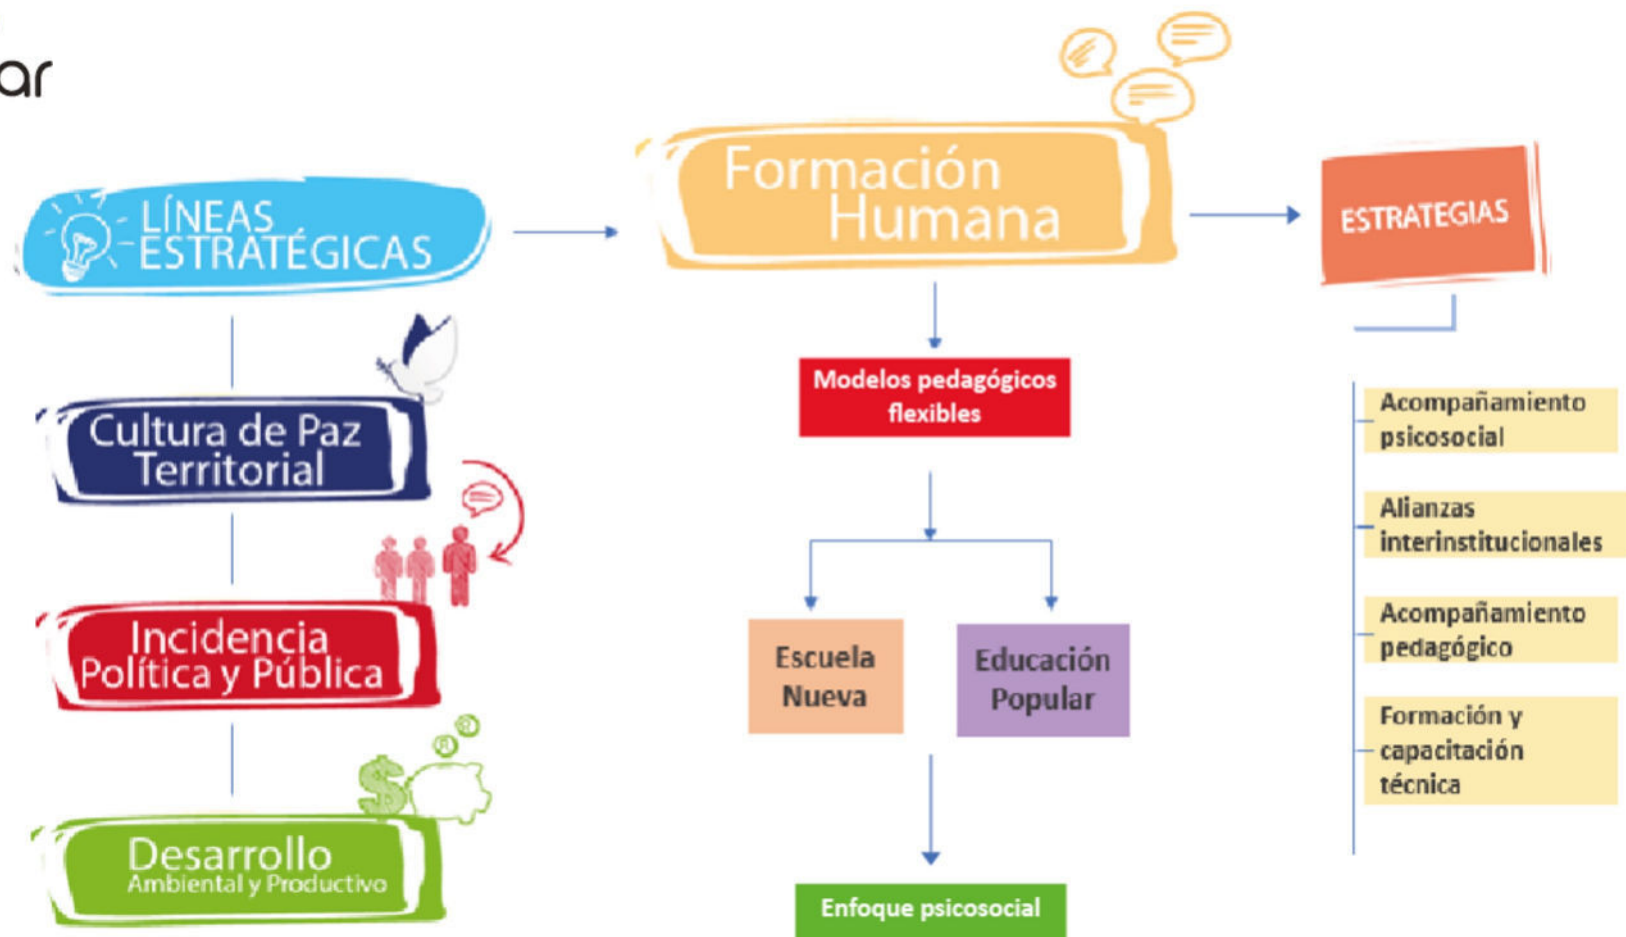 ar
LÍNEAS
ESTRATÉGICAS
Cultura de Paz
Territorial
Incidencia
Política y Pública
Desarrollo
Ambiental y Productivo
Formación
Humana
Modelos pedagógicos
flexibles
Escuela
Nueva
Educación
Popular
Enfoque psicosocial
ESTRATEGIAS
Acompañamiento
psicosocial
Alianzas
interinstitucionales
Acompañamiento
pedagógico
Formación y
capacitación
técnica